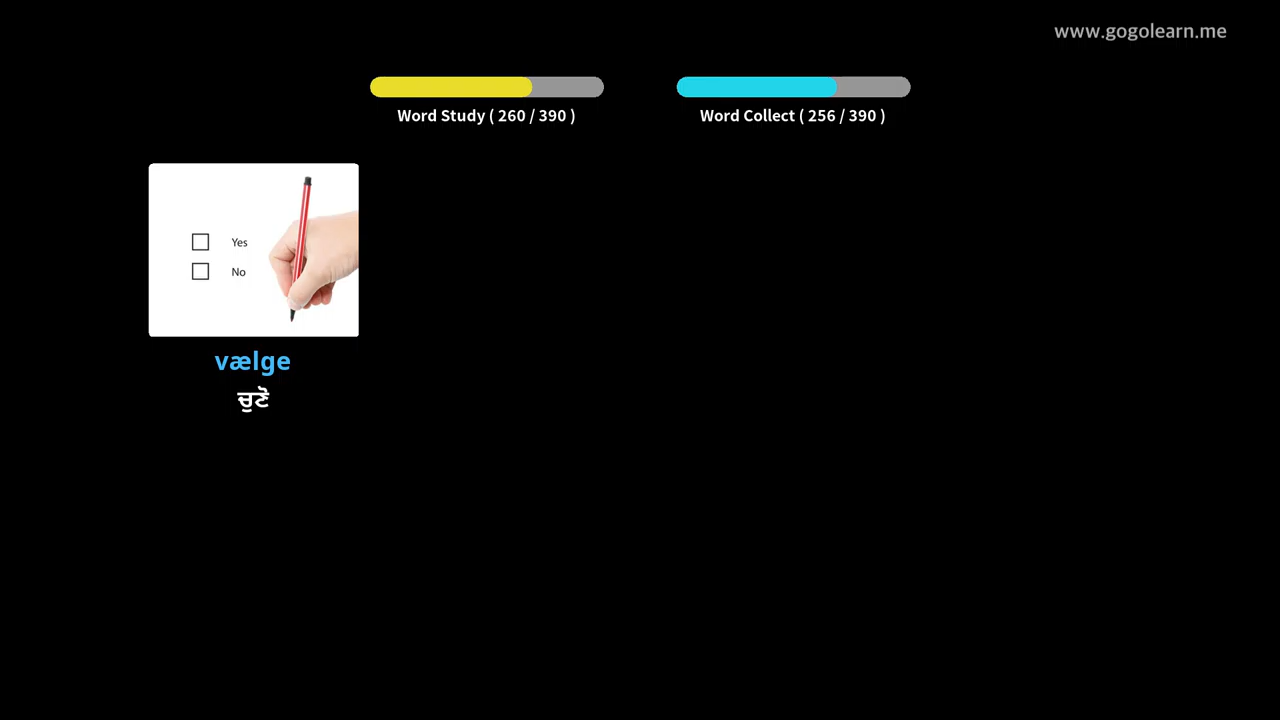 www.gogolearn.me
Word Study ( 260 / 390 )
Word Collect ( 256 / 390 )
Yes
No
vælge
ਚੁਣੋ